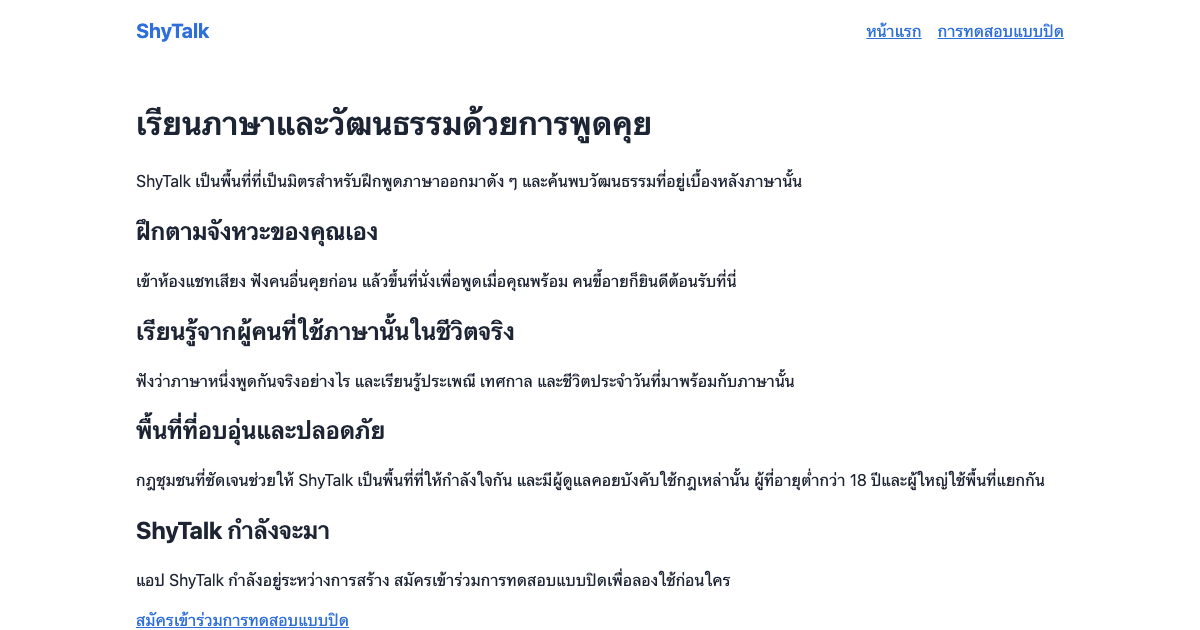 ShyTalk
หน้าแรก การทดสอบแบบปิด
เรียนภาษาและวัฒนธรรมด้วยการพูดคุย
ShyTalk เป็นพื้นที่ที่เป็นมิตรสำหรับฝึกพูดภาษาออกมาดัง ๆ และค้นพบวัฒนธรรมที่อยู่เบื้องหลังภาษานั้น
ฝึกตามจังหวะของคุณเอง
เข้าห้องแชทเสียง ฟังคนอื่นคุยก่อน แล้วขึ้นที่นั่งเพื่อพูดเมื่อคุณพร้อม คนขี้อายก็ยินดีต้อนรับที่นี่
เรียนรู้จากผู้คนที่ใช้ภาษานั้นในชีวิตจริง
ฟังว่าภาษาหนึ่งพูดกันจริงอย่างไร และเรียนรู้ประเพณี เทศกาล และชีวิตประจำวันที่มาพร้อมกับภาษานั้น
พื้นที่ที่อบอุ่นและปลอดภัย
กฎชุมชนที่ชัดเจนช่วยให้ ShyTalk เป็นพื้นที่ที่ให้กำลังใจกัน และมีผู้ดูแลคอยบังคับใช้กฎเหล่านั้น ผู้ที่อายุต่ำกว่า 18 ปีและผู้ใหญ่ใช้พื้นที่แยกกัน
ShyTalk กำลังจะมา
แอป ShyTalk กำลังอยู่ระหว่างการสร้าง สมัครเข้าร่วมการทดสอบแบบปิดเพื่อลองใช้ก่อนใคร
สมัครเข้าร่วมการทดสอบแบบปิด